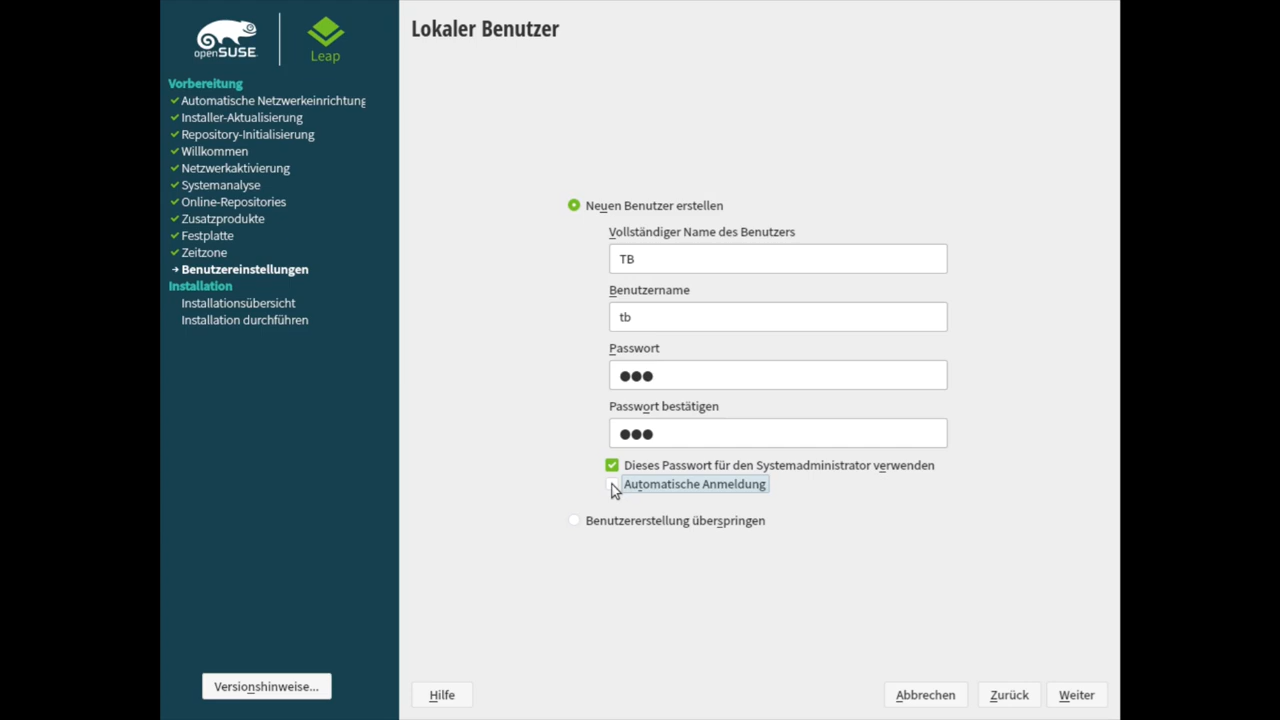 openSUSE
Leap
Vorbereitung
Automatische Netzwerkeinrichtung
Installer-Aktualisierung
Repository-Initialisierung
Willkommen
Netzwerkaktivierung
Systemanalyse
Online-Repositories
Zusatzprodukte
Festplatte
Zeitzone
Benutzereinstellungen
Installation
Installationsübersicht
Installation durchführen
Versionshinweise...
Lokaler Benutzer
Neuen Benutzer erstellen
Vollständiger Name des Benutzers
TB
Benutzername
tb
Passwort
●●●
Passwort bestätigen
●●●
Dieses Passwort für den Systemadministrator verwenden
Automatische Anmeldung
Benutzererstellung überspringen
Hilfe
Abbrechen
Zurück
Weiter